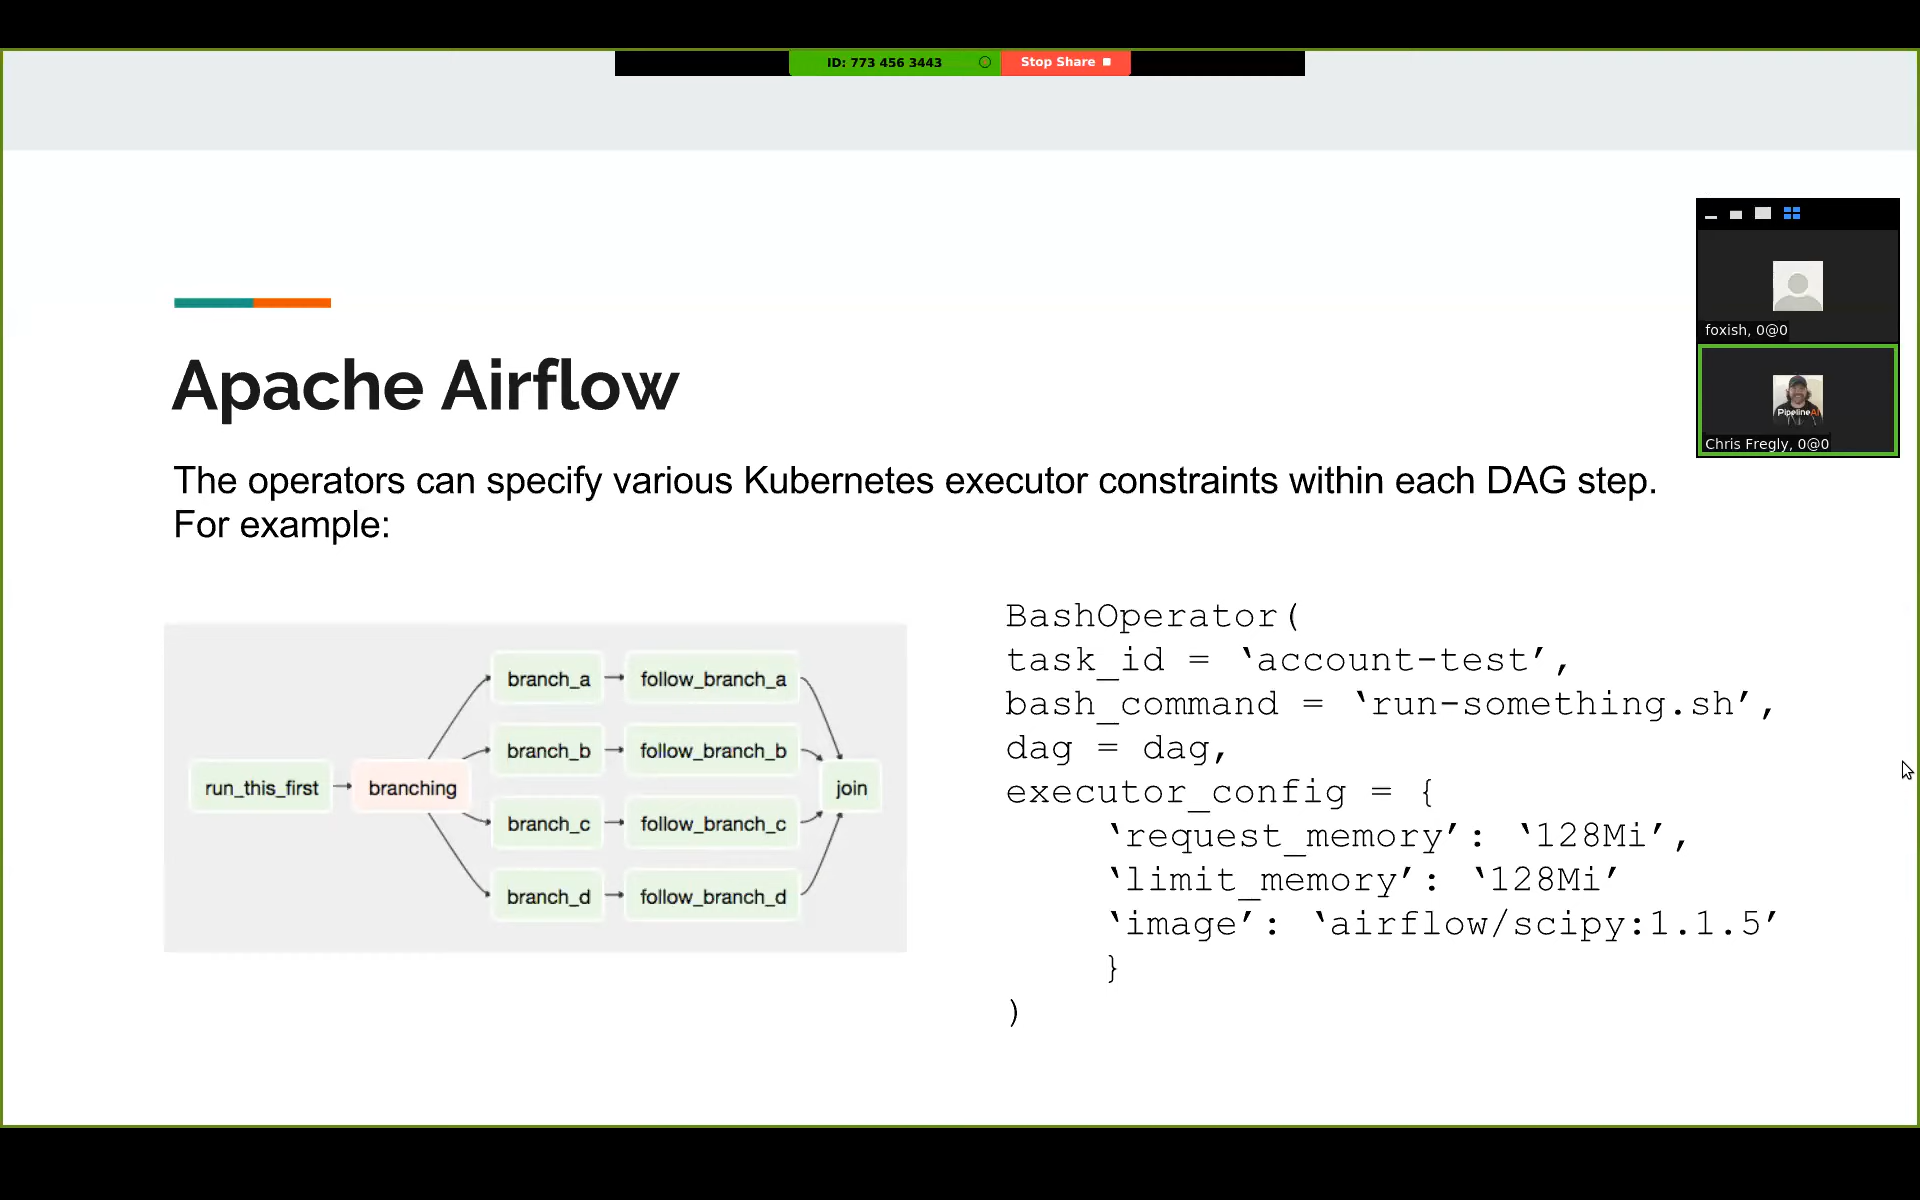 ID: 773 456 3443
Stop Share
foxish, 0@0
PipelineAI
Chris Fregly, 0@0
Apache Airflow
The operators can specify various Kubernetes executor constraints within each DAG step.
For example:
run_this_first
branching
branch_a
follow_branch_a
branch_b
follow_branch_b
branch_c
follow_branch_c
branch_d
follow_branch_d
join
BashOperator(
task_id = ‘account-test’,
bash_command = ‘run-something.sh’,
dag = dag,
executor_config = {
‘request_memory’: ‘128Mi’,
‘limit_memory’: ‘128Mi’
‘image’: ‘airflow/scipy:1.1.5’
}
)